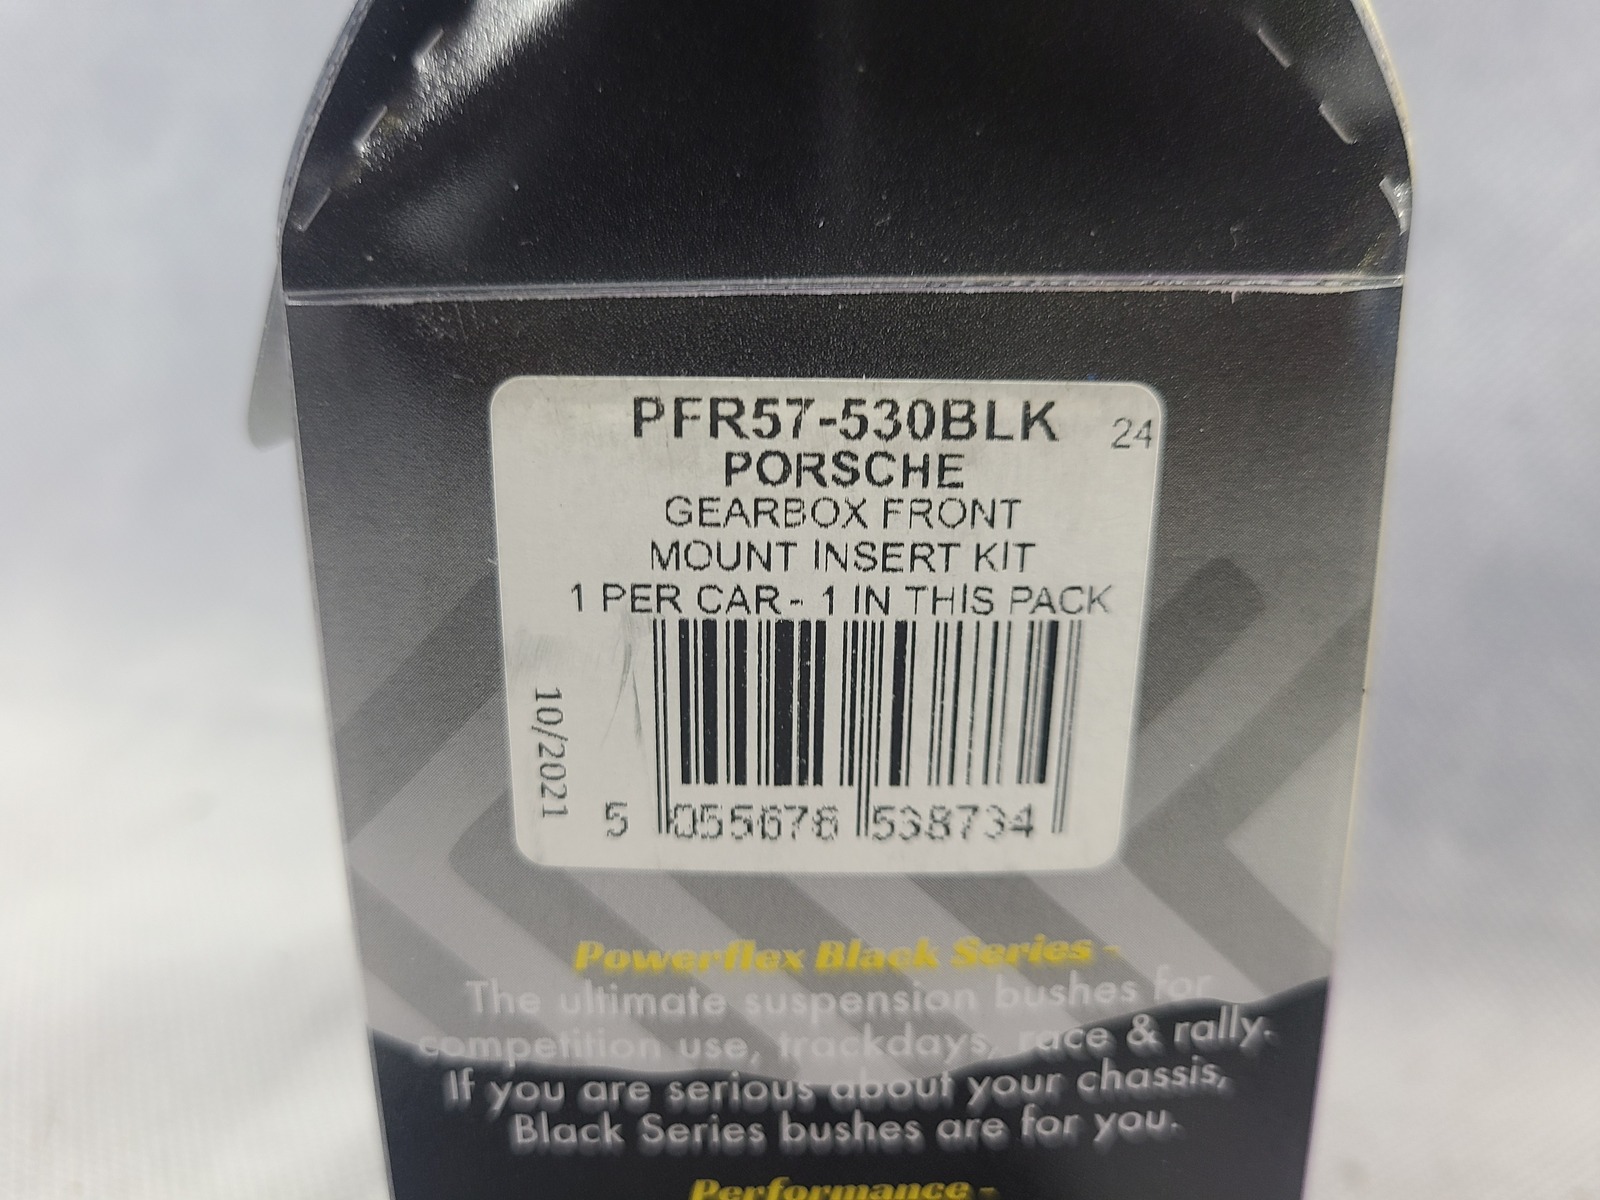 PFR57-530BLK 24
PORSCHE
GEARBOX FRONT
MOUNT INSERT KIT
1 PER CAR - 1 IN THIS PACK
10/2021
5 055678 538734
Powerflex Black Series -
The ultimate suspension bushes for
competition use, trackdays, race & rally.
If you are serious about your chassis,
Black Series bushes are for you.
Performance -